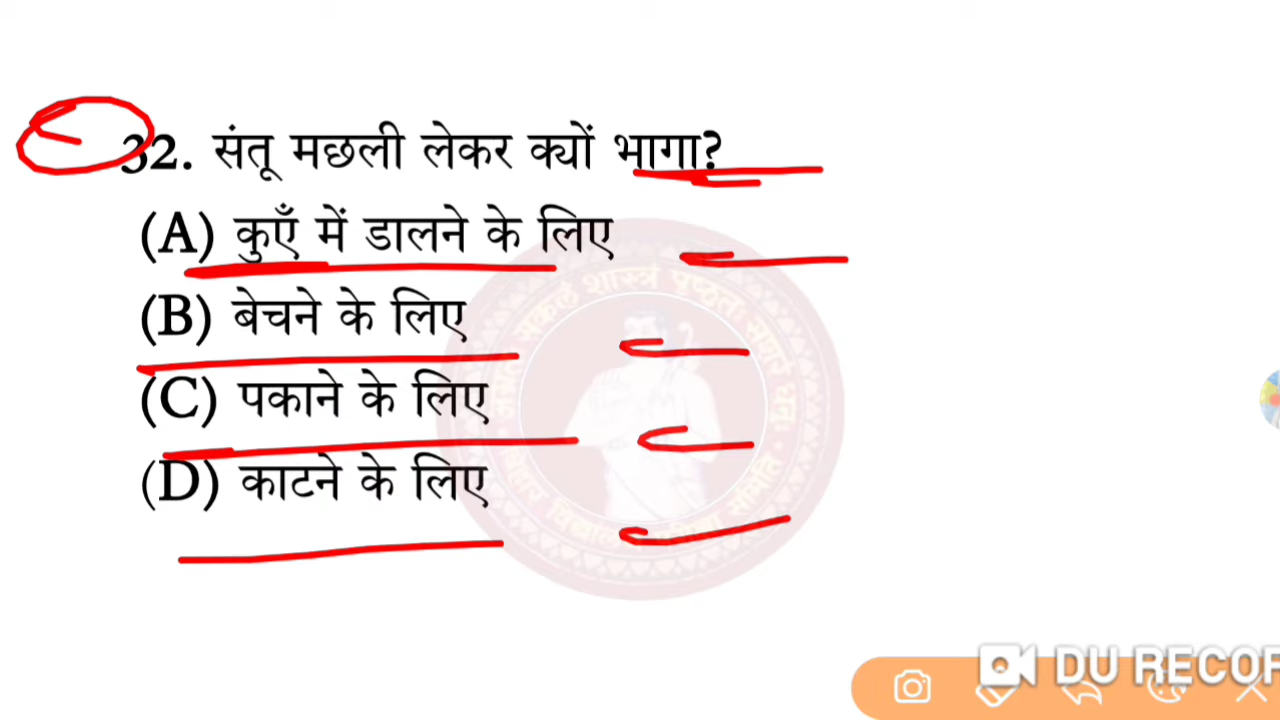 32. संतू मछली लेकर क्यों भागा?
(A) कुएँ में डालने के लिए
(B) बेचने के लिए
(C) पकाने के लिए
(D) काटने के लिए
DU RECOR